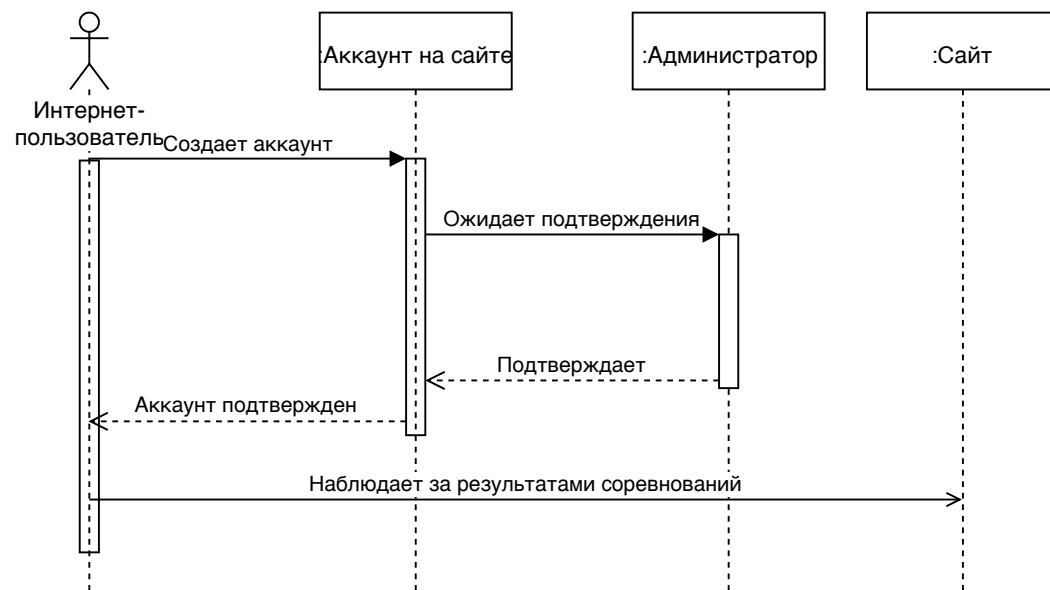 :Аккаунт на сайте
:Администратор
:Сайт
Интернет-
пользователь
Создает аккаунт
Ожидает подтверждения
Подтверждает
Аккаунт подтвержден
Наблюдает за результатами соревнований